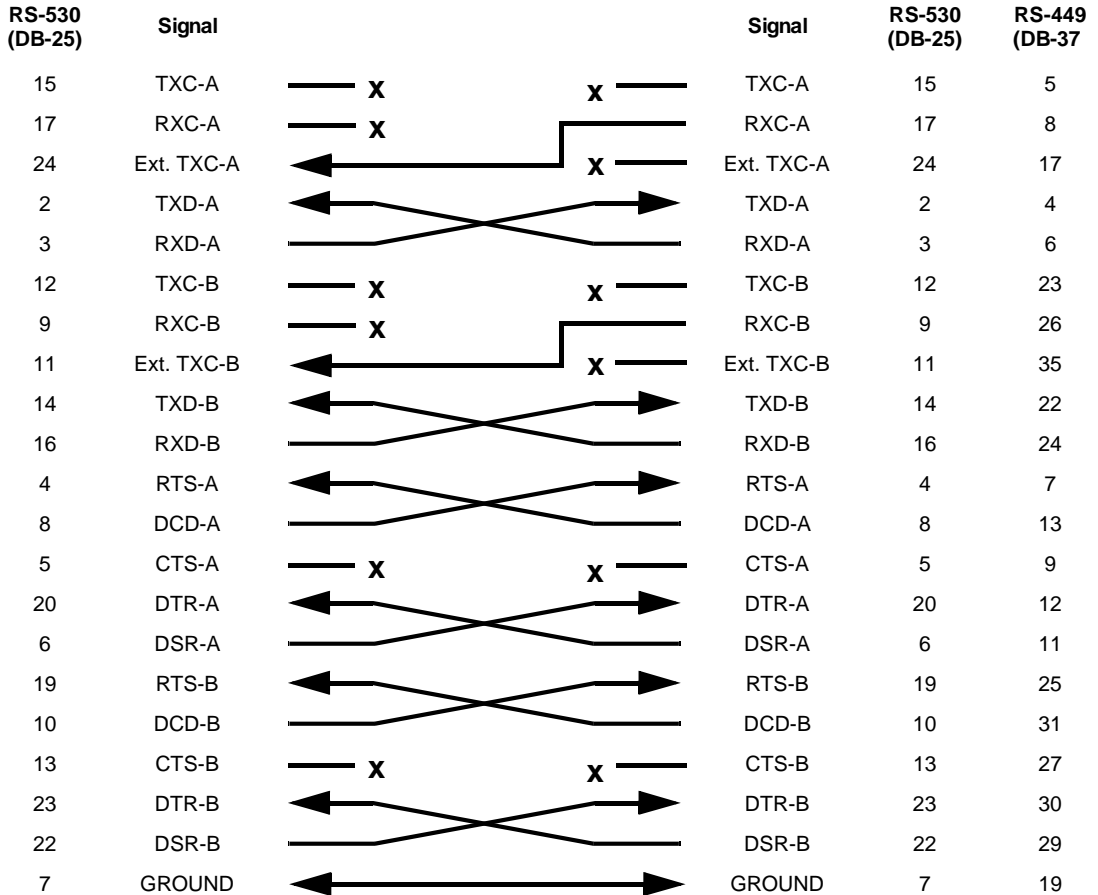 RS-530 (DB-25) Signal Signal RS-530 (DB-25) RS-449 (DB-37
15 TXC-A x x TXC-A 15 5
17 RXC-A x RXC-A 17 8
24 Ext. TXC-A x Ext. TXC-A 24 17
2 TXD-A TXD-A 2 4
3 RXD-A RXD-A 3 6
12 TXC-B x x TXC-B 12 23
9 RXC-B x RXC-B 9 26
11 Ext. TXC-B x Ext. TXC-B 11 35
14 TXD-B TXD-B 14 22
16 RXD-B RXD-B 16 24
4 RTS-A RTS-A 4 7
8 DCD-A DCD-A 8 13
5 CTS-A x x CTS-A 5 9
20 DTR-A DTR-A 20 12
6 DSR-A DSR-A 6 11
19 RTS-B RTS-B 19 25
10 DCD-B DCD-B 10 31
13 CTS-B x x CTS-B 13 27
23 DTR-B DTR-B 23 30
22 DSR-B DSR-B 22 29
7 GROUND GROUND 7 19